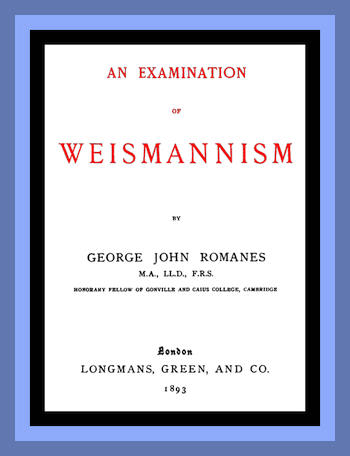 AN EXAMINATION
OF
WEISMANNISM
BY
GEORGE JOHN ROMANES
M.A., LL.D., F.R.S.
HONORARY FELLOW OF GONVILLE AND CAIUS COLLEGE, CAMBRIDGE
London
LONGMANS, GREEN, AND CO.
1893